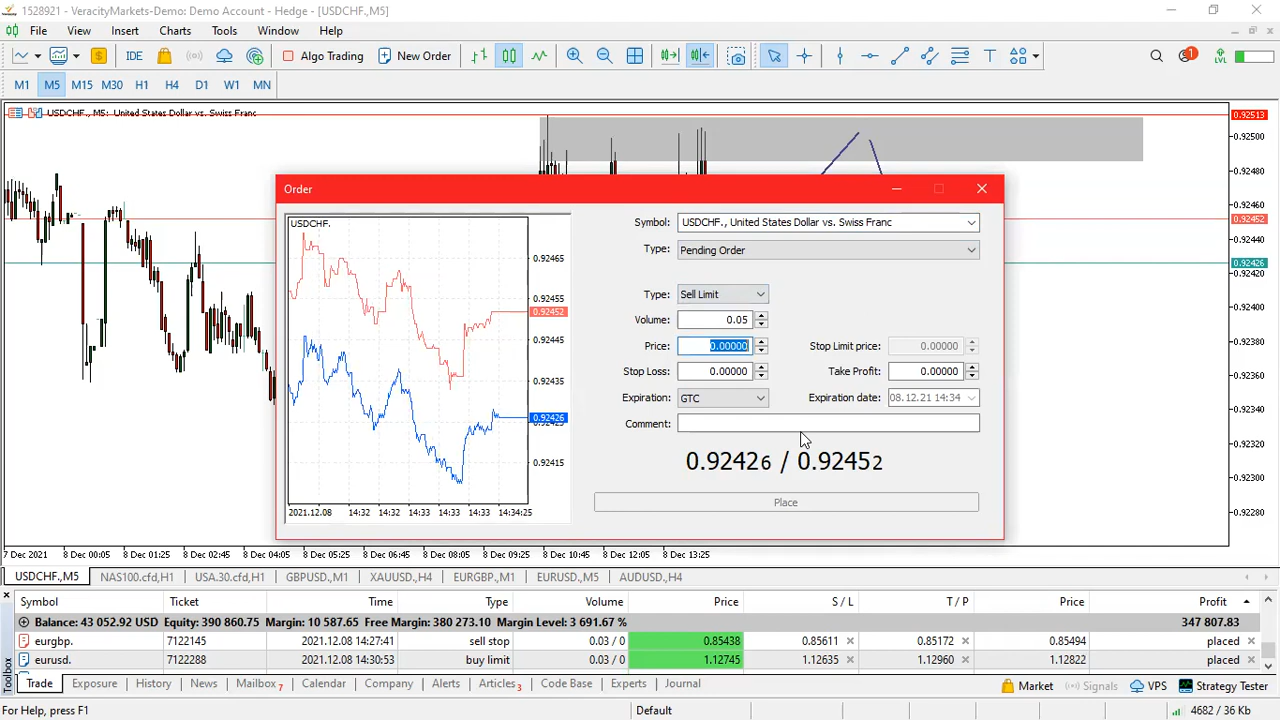 1528921 - VeracityMarkets-Demo: Demo Account - Hedge - [USDCHF.,M5]
File View Insert Charts Tools Window Help
IDE Algo Trading New Order 1 LVL
M1 M5 M15 M30 H1 H4 D1 W1 MN
USDCHF., M5: United States Dollar vs. Swiss Franc
0.92513
0.92500
0.92480
0.92460
0.92452
0.92440
0.92426
0.92420
0.92400
0.92380
0.92360
0.92340
0.92320
0.92300
0.92280
Order
USDCHF.
0.92465
0.92455
0.92452
0.92445
0.92435
0.92426
0.92425
0.92415
2021.12.08 14:32 14:32 14:33 14:33 14:33 14:34:25
Symbol: USDCHF., United States Dollar vs. Swiss Franc
Type: Pending Order
Type: Sell Limit
Volume: 0.05
Price: 0.00000 Stop Limit price: 0.00000
Stop Loss: 0.00000 Take Profit: 0.00000
Expiration: GTC Expiration date: 08.12.21 14:34
Comment:
0.92426 / 0.92452
Place
7 Dec 2021 8 Dec 00:05 8 Dec 01:25 8 Dec 02:45 8 Dec 04:05 8 Dec 05:25 8 Dec 06:45 8 Dec 08:05 8 Dec 09:25 8 Dec 10:45 8 Dec 12:05 8 Dec 13:25
USDCHF.,M5 NAS100.cfd,H1 USA.30.cfd,H1 GBPUSD.,M1 XAUUSD.,H4 EURGBP.,M1 EURUSD.,M5 AUDUSD.,H4
Symbol Ticket Time Type Volume Price S / L T / P Price Profit
Balance: 43 052.92 USD Equity: 390 860.75 Margin: 10 587.65 Free Margin: 380 273.10 Margin Level: 3 691.67 % 347 807.83
eurgbp. 7122145 2021.12.08 14:27:41 sell stop 0.03 / 0 0.85438 0.85611 0.85172 0.85494 placed
eurusd. 7122288 2021.12.08 14:30:53 buy limit 0.03 / 0 1.12745 1.12635 1.12960 1.12822 placed
Toolbox
Trade Exposure History News Mailbox 7 Calendar Company Alerts Articles 3 Code Base Experts Journal Market Signals VPS Strategy Tester
For Help, press F1 Default 4682 / 36 Kb